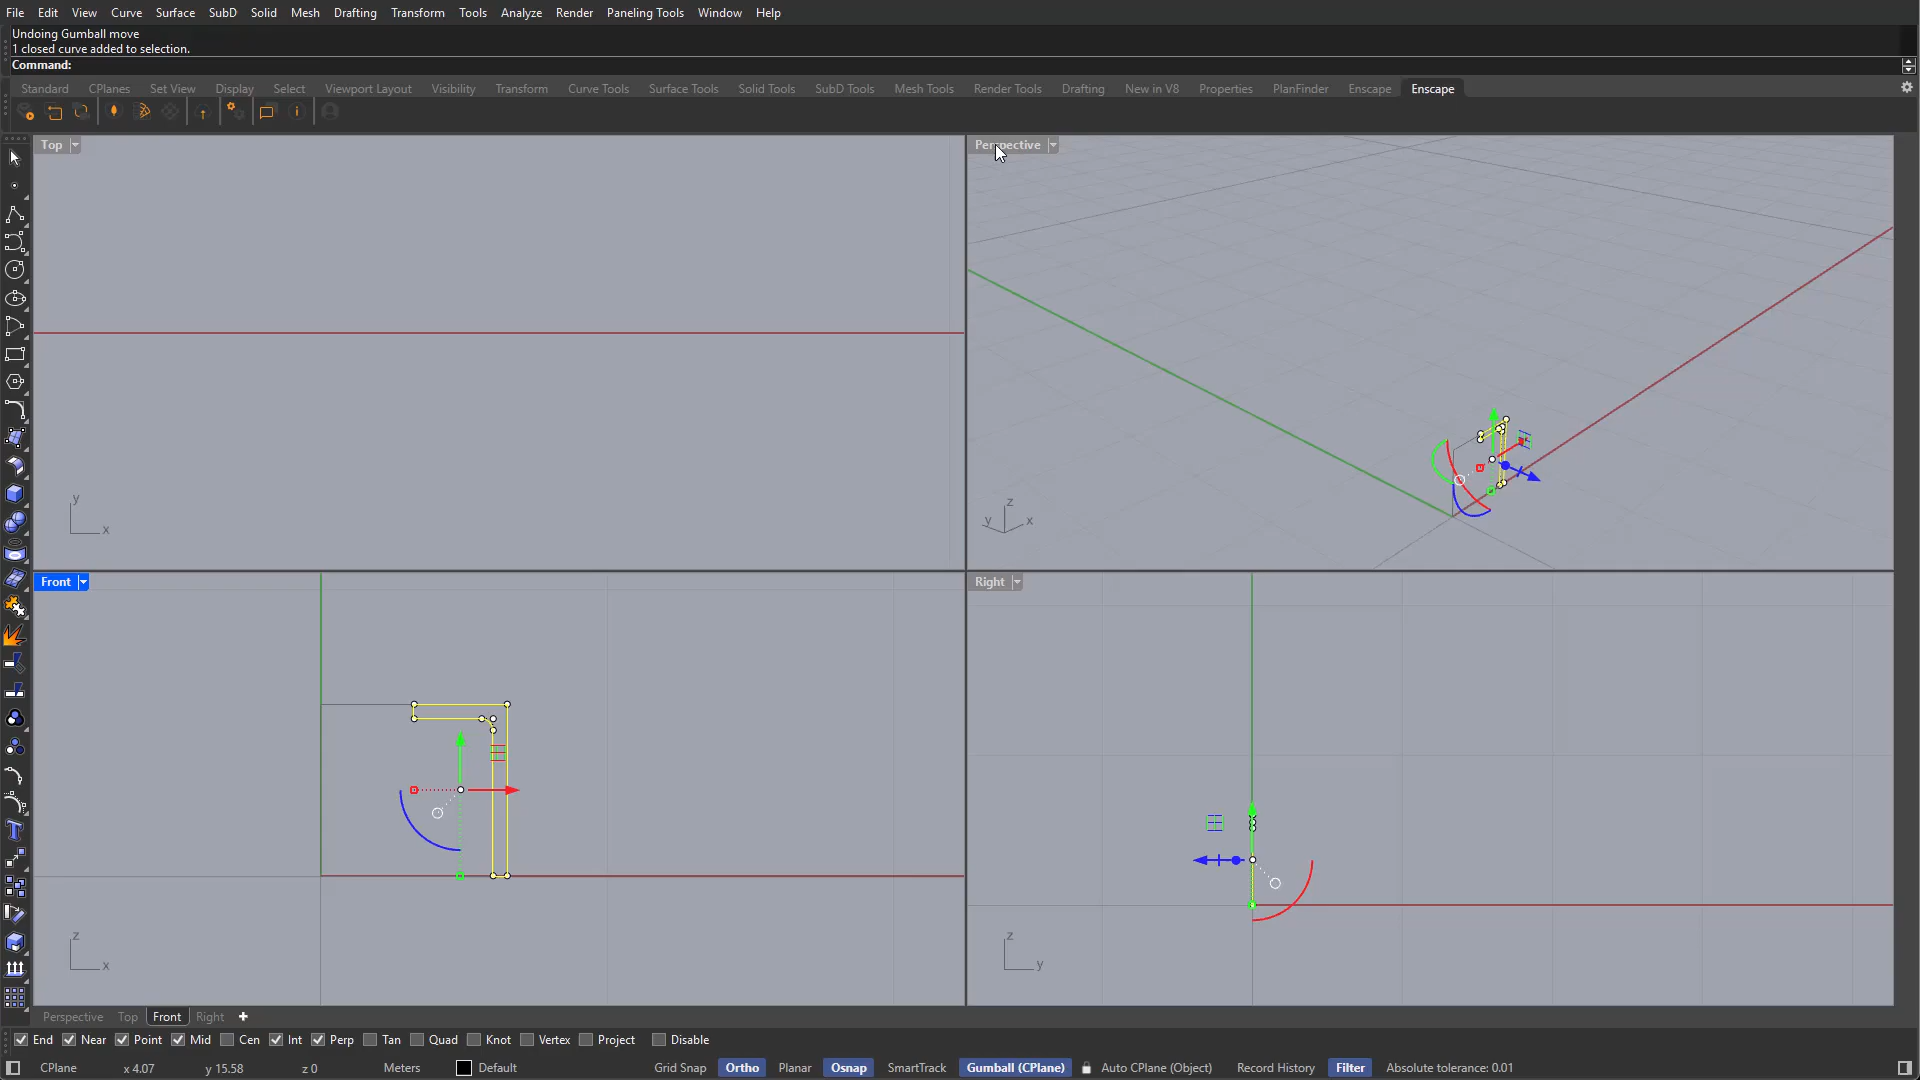 File Edit View Curve Surface SubD Solid Mesh Drafting Transform Tools Analyze Render Paneling Tools Window Help
Undoing Gumball move
1 closed curve added to selection.
Command:
Standard CPlanes Set View Display Select Viewport Layout Visibility Transform Curve Tools Surface Tools Solid Tools SubD Tools Mesh Tools Render Tools Drafting New in V8 Properties PlanFinder Enscape Enscape
Top
Perspective
y
x
z
y
x
Front
Right
z
x
z
y
Perspective Top Front Right
End Near Point Mid Cen Int Perp Tan Quad Knot Vertex Project Disable
CPlane x 4.07 y 15.58 z 0 Meters Default Grid Snap Ortho Planar Osnap SmartTrack Gumball (CPlane) Auto CPlane (Object) Record History Filter Absolute tolerance: 0.01